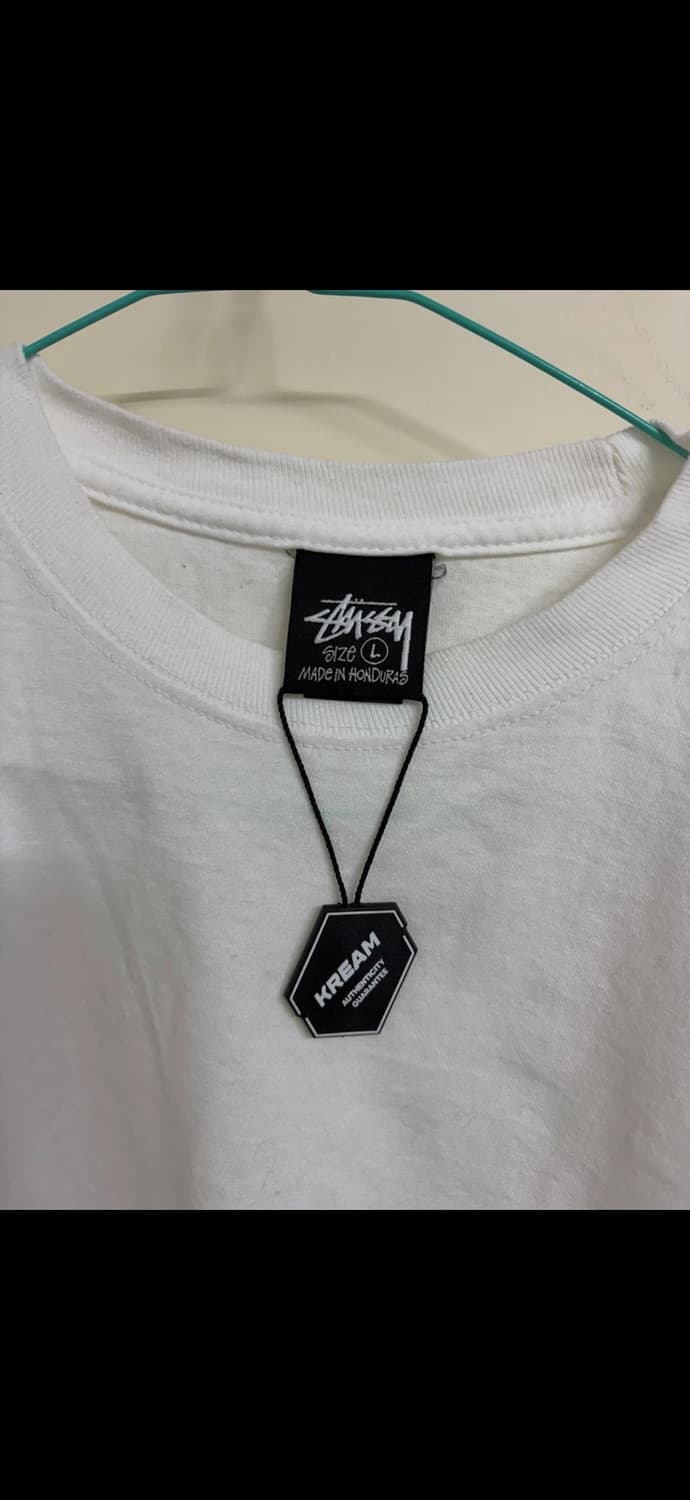 STÜSSY
SIZE L
MADE IN HONDURAS
KREAM
AUTHENTICITY
GUARANTEE